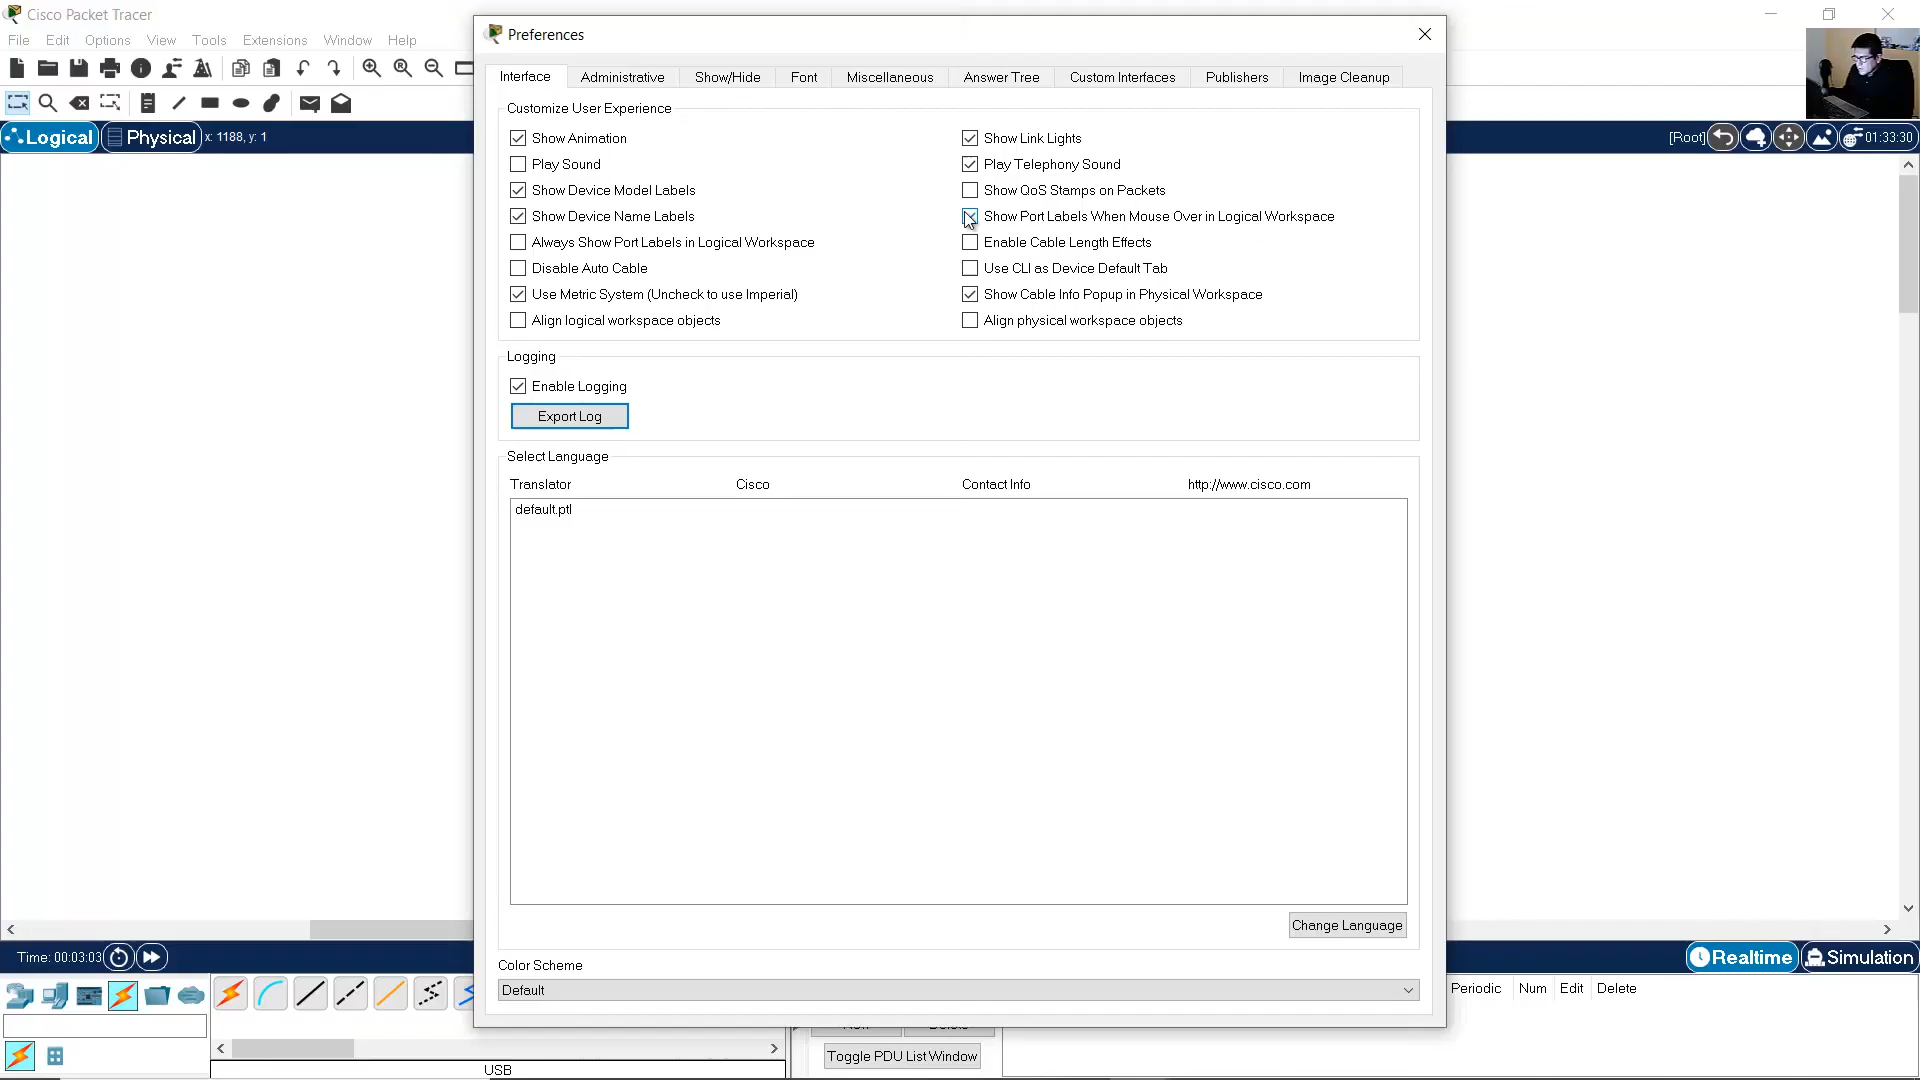 Cisco Packet Tracer
Preferences
File Edit Options View Tools Extensions Window Help
Interface Administrative Show/Hide Font Miscellaneous Answer Tree Custom Interfaces Publishers Image Cleanup
Customize User Experience
Logical Physical x: 1188, y: 1
[Root] 01:33:30
Show Animation Show Link Lights
Play Sound Play Telephony Sound
Show Device Model Labels Show QoS Stamps on Packets
Show Device Name Labels Show Port Labels When Mouse Over in Logical Workspace
Always Show Port Labels in Logical Workspace Enable Cable Length Effects
Disable Auto Cable Use CLI as Device Default Tab
Use Metric System (Uncheck to use Imperial) Show Cable Info Popup in Physical Workspace
Align logical workspace objects Align physical workspace objects
Logging
Enable Logging
Export Log
Select Language
Translator Cisco Contact Info http://www.cisco.com
default.ptl
Change Language
Color Scheme
Default
Time: 00:03:03
Realtime Simulation
Periodic Num Edit Delete
Toggle PDU List Window
USB